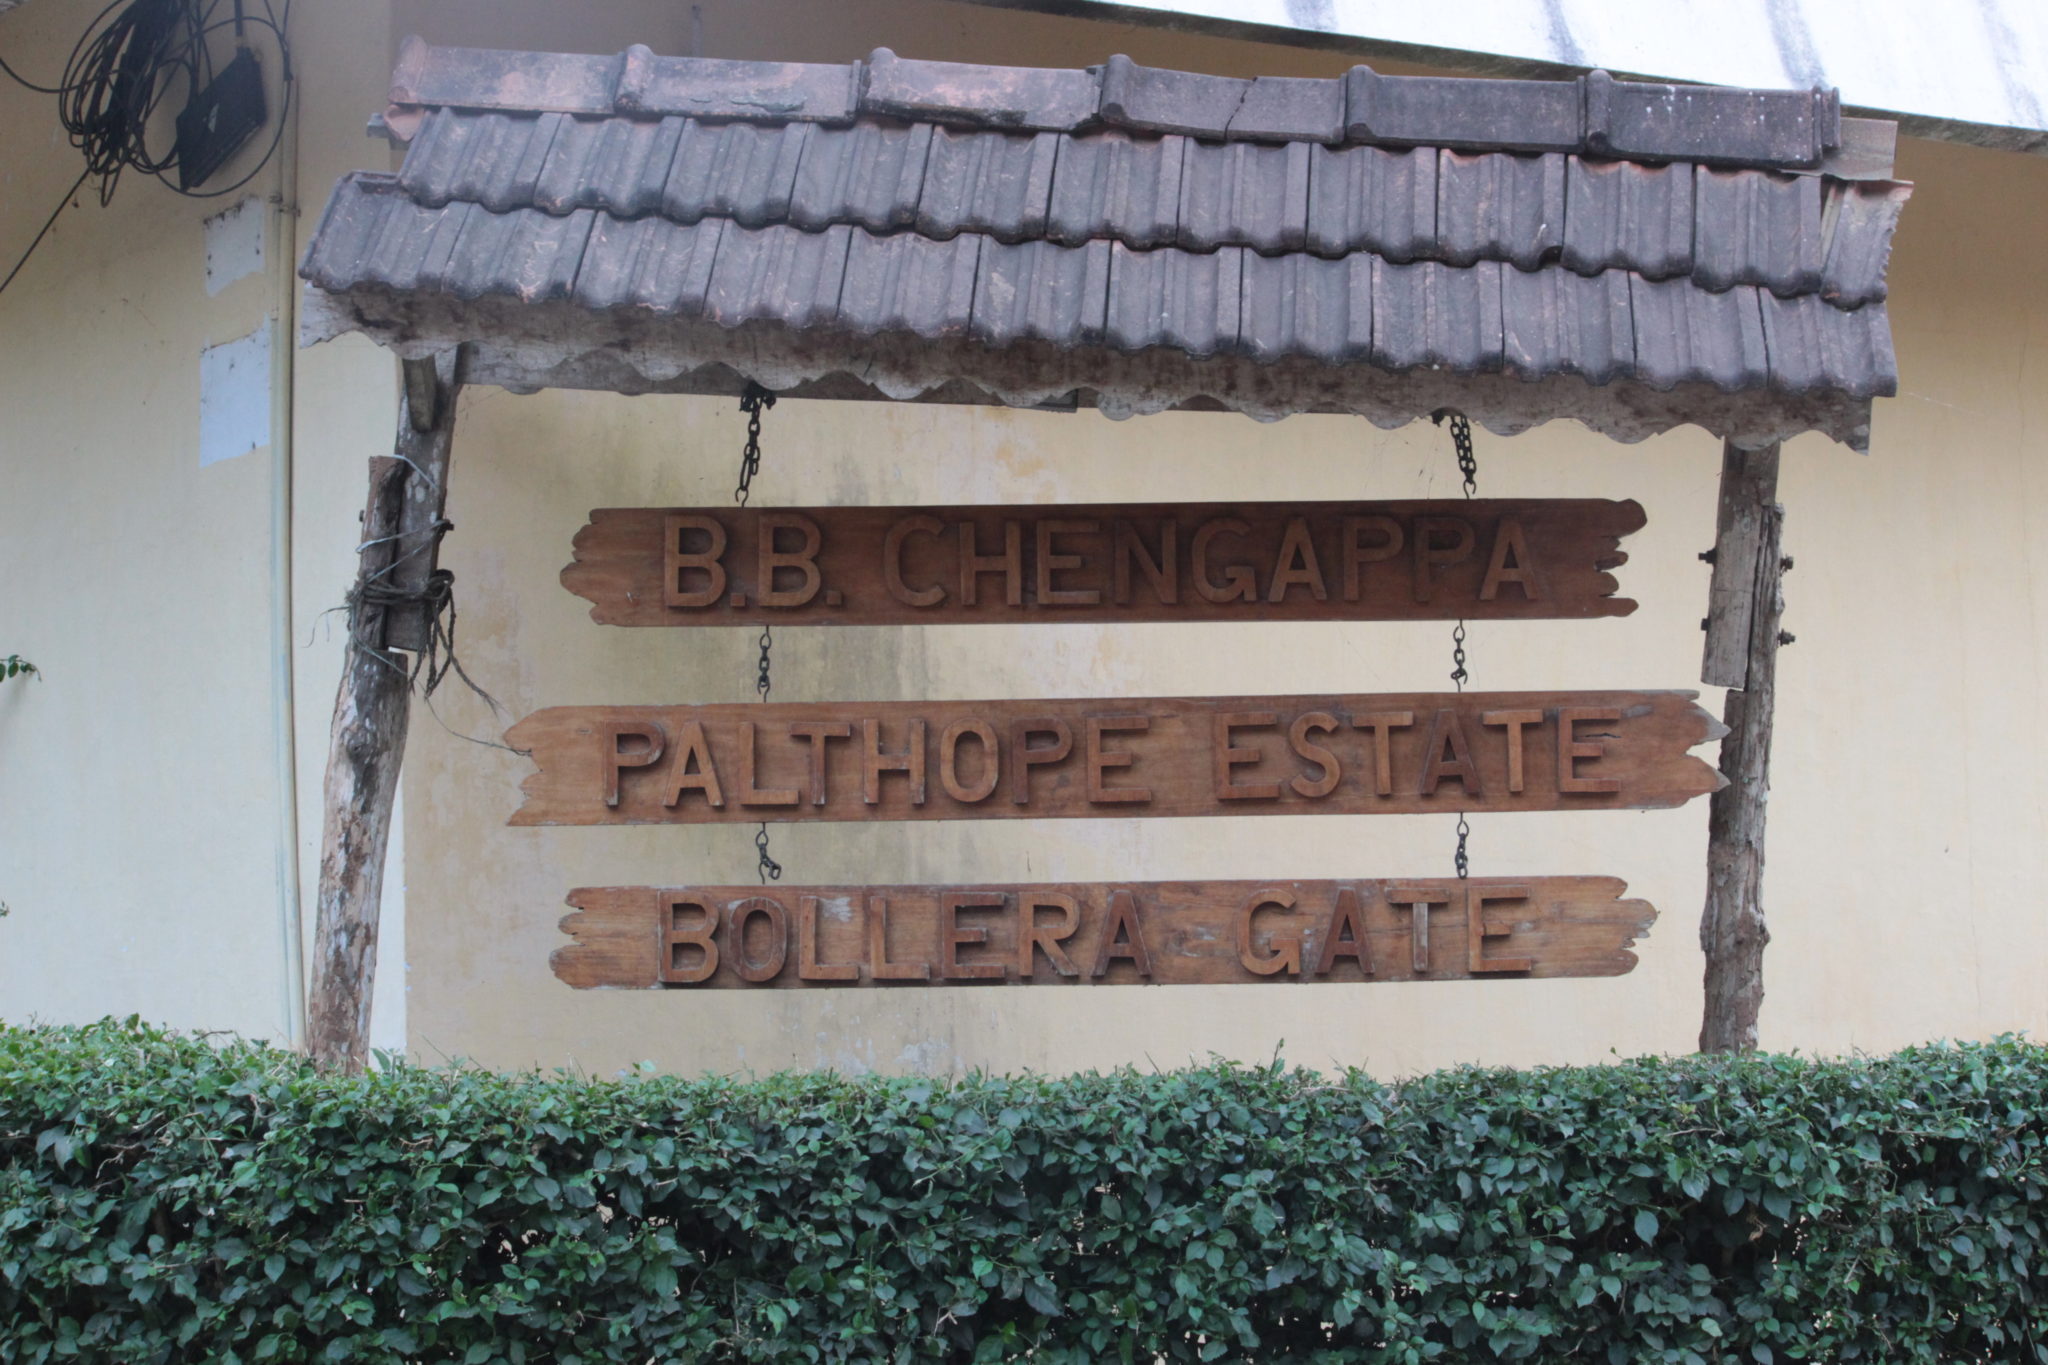 B.B. CHENGAPPA
PALTHOPE ESTATE
BOLLERA GATE